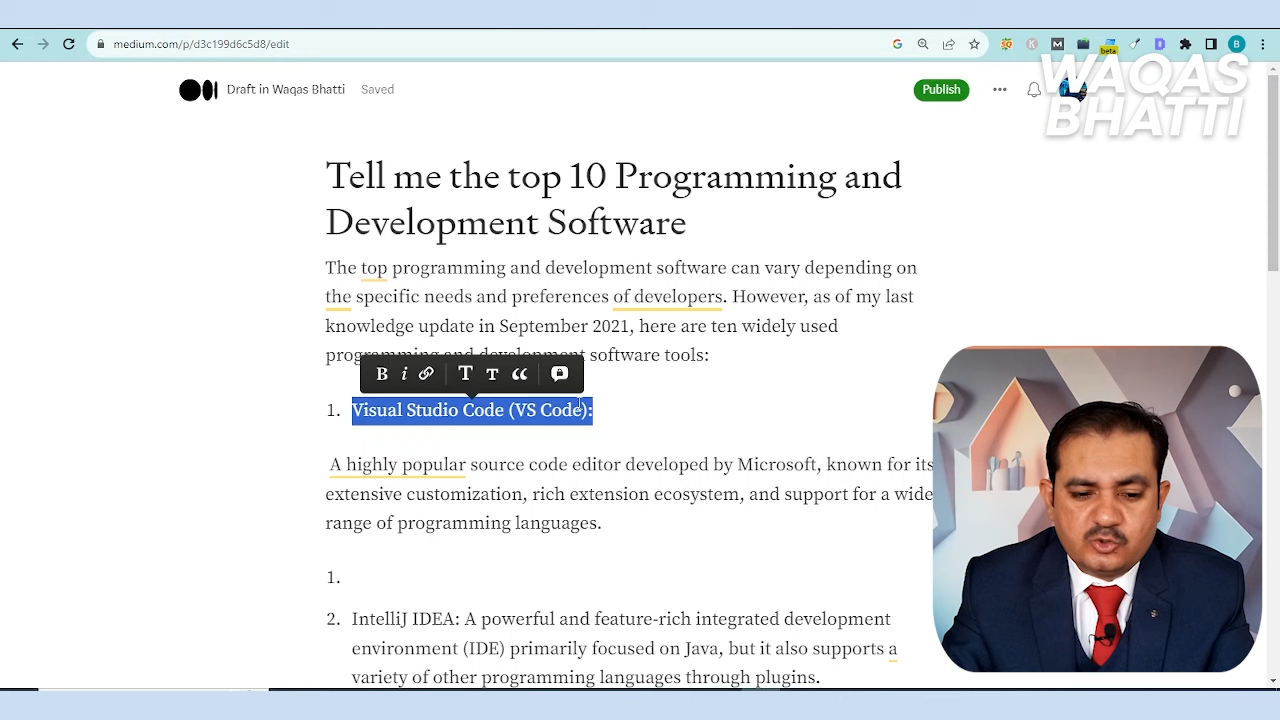 medium.com/p/d3c199d6c5d8/edit
beta
B
WAQAS
BHATTI
Draft in Waqas Bhatti Saved
Publish
Tell me the top 10 Programming and
Development Software
The top programming and development software can vary depending on
the specific needs and preferences of developers. However, as of my last
knowledge update in September 2021, here are ten widely used
programming and development software tools:
B i T T
1. Visual Studio Code (VS Code):
A highly popular source code editor developed by Microsoft, known for its
extensive customization, rich extension ecosystem, and support for a wide
range of programming languages.
1.
2. IntelliJ IDEA: A powerful and feature-rich integrated development
environment (IDE) primarily focused on Java, but it also supports a
variety of other programming languages through plugins.